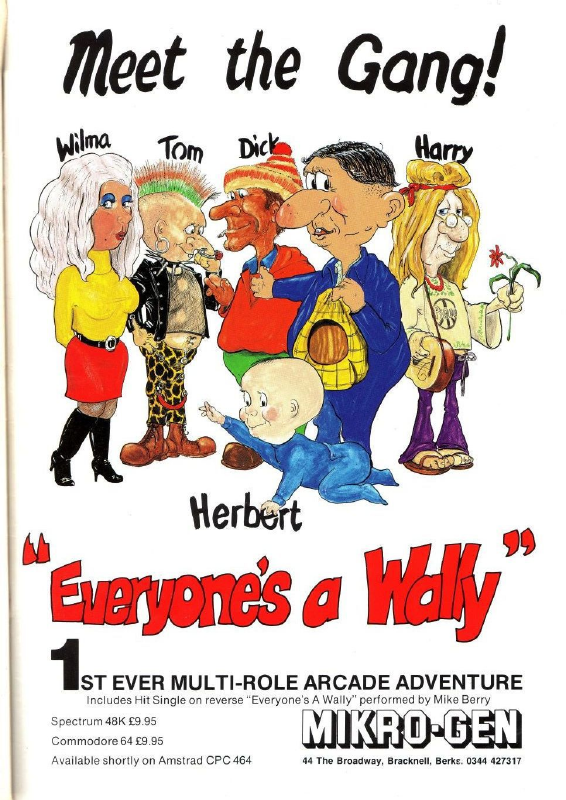 Meet the Gang!
Wilma
Tom
Dick
Harry
Herbert
"Everyone's a Wally"
1ST EVER MULTI-ROLE ARCADE ADVENTURE
Includes Hit Single on reverse "Everyone's A Wally" performed by Mike Berry
Spectrum 48K £9.95
Commodore 64 £9.95
Available shortly on Amstrad CPC 464
MIKRO-GEN
44 The Broadway, Bracknell, Berks. 0344 427317